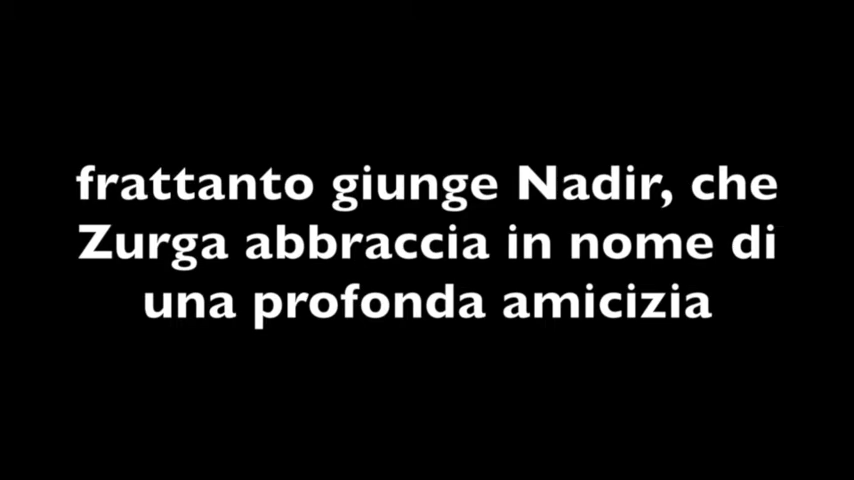 frattanto giunge Nadir, che
Zurga abbraccia in nome di
una profonda amicizia